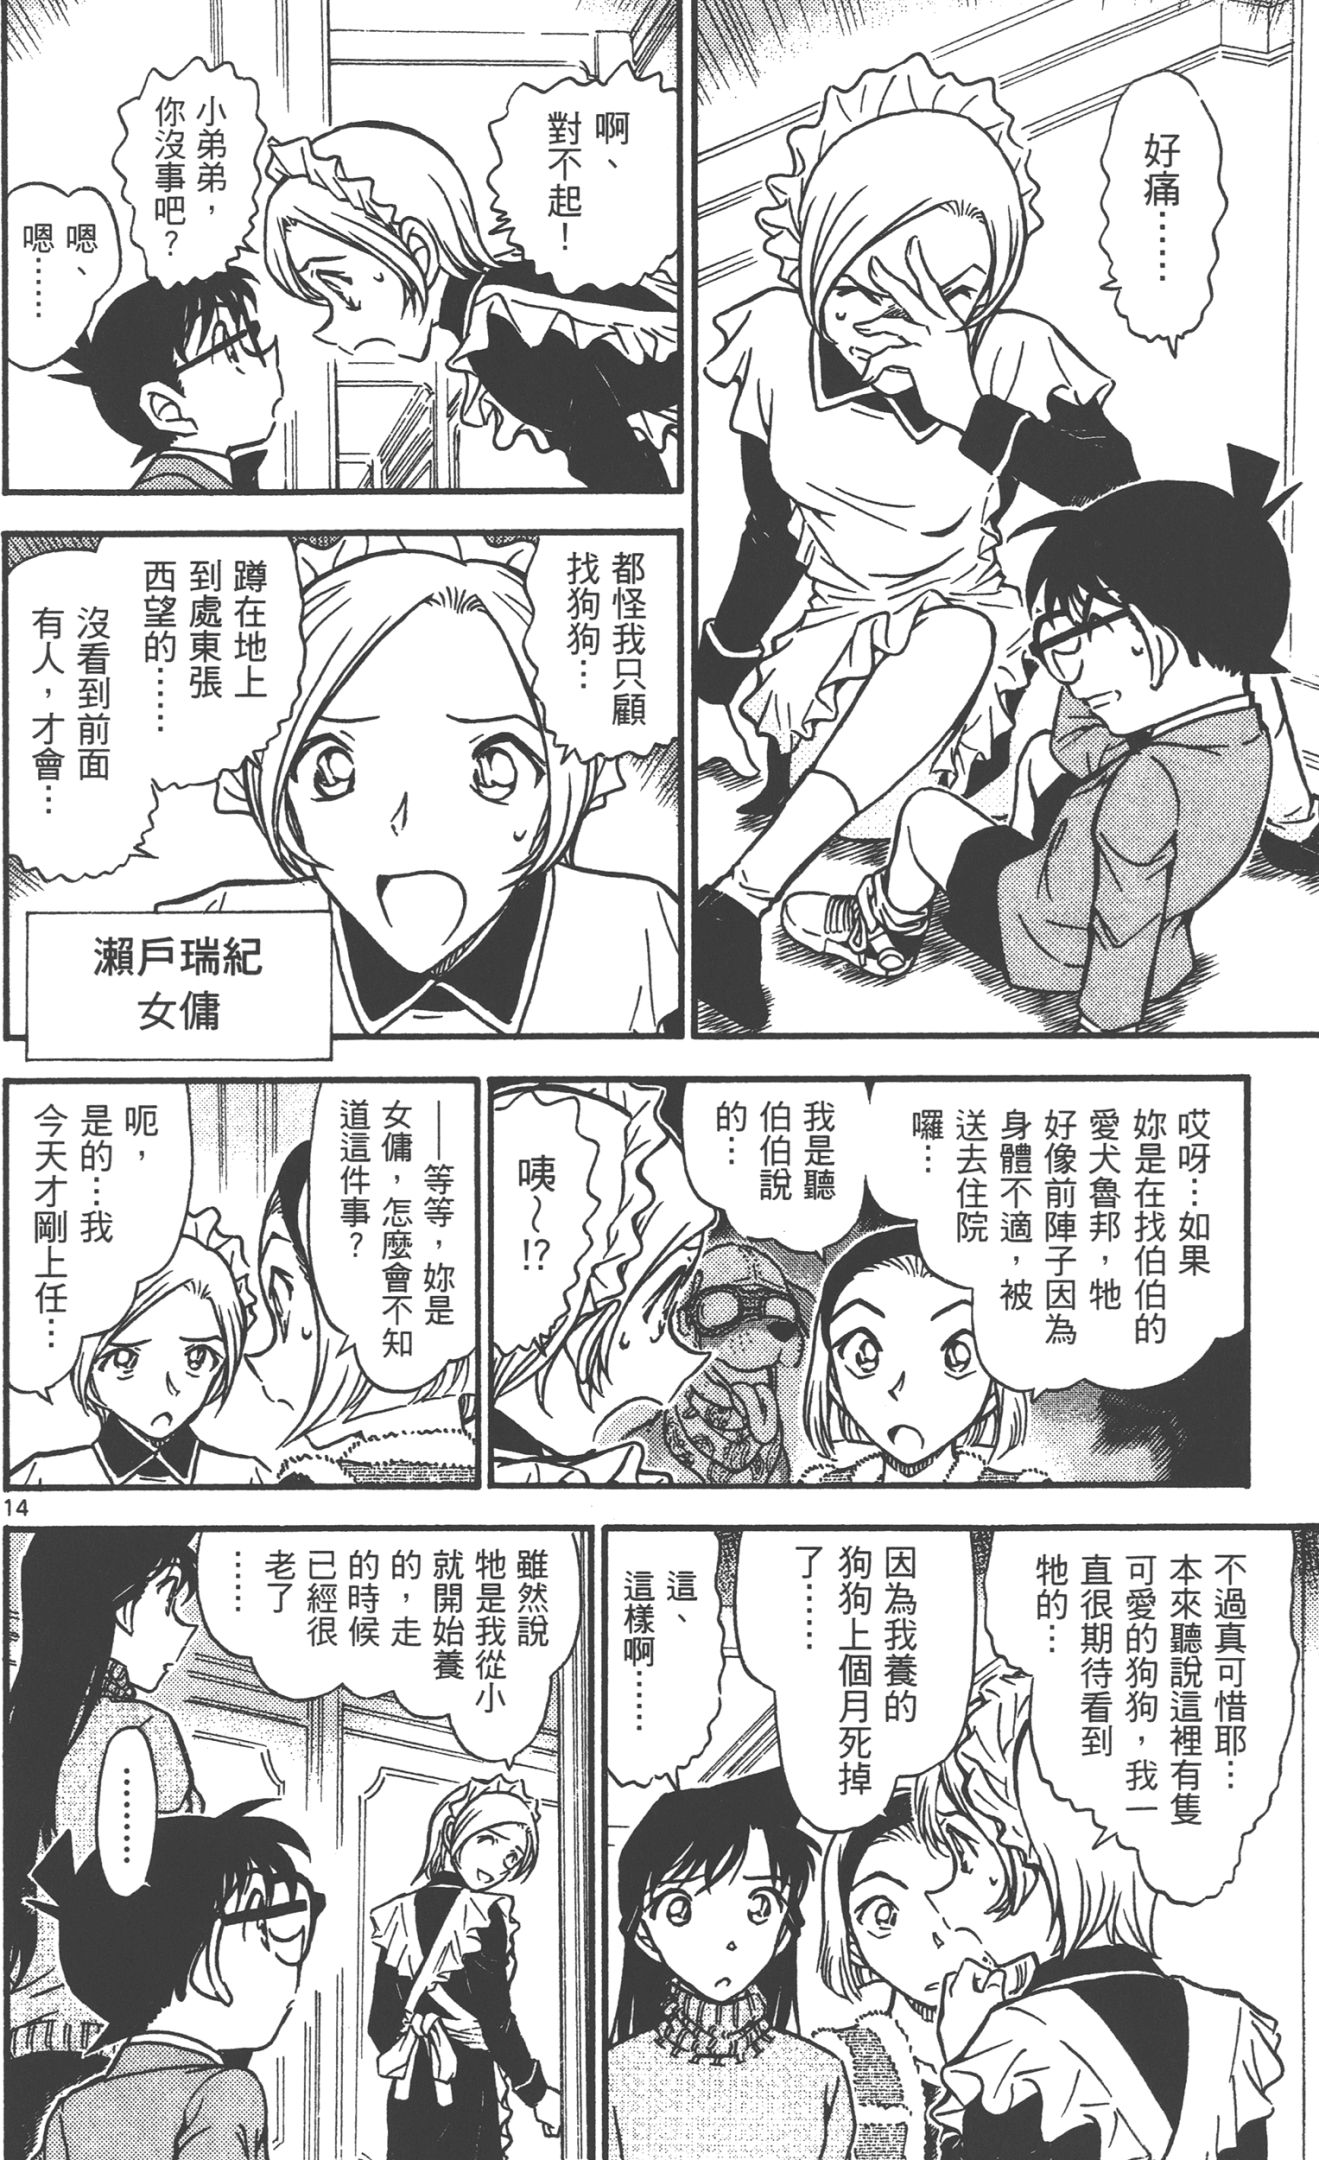 好痛……
啊、
對不起！
小弟弟，
你沒事吧？
嗯、
嗯……
都怪我只顧
找狗狗…
蹲在地上
到處東張
西望的……
沒看到前面
有人，才會…
瀨戶瑞紀
女傭
哎呀…如果
妳是在找伯伯的
愛犬魯邦，牠
好像前陣子因為
身體不適，被
送去住院
囉…
我是聽
伯伯說
的…
咦～!?
——等等，妳是
女傭，怎麼會不知
道這件事？
呃，
是的…我
今天才剛上任…
14
不過真可惜耶…
本來聽說這裡有隻
可愛的狗狗，我一
直很期待看到
牠的…
因為我養的
狗狗上個月死掉
了……
這、
這樣啊……
雖然說
牠是我從小
就開始養
的，走
的時候
已經很
老了
……
………